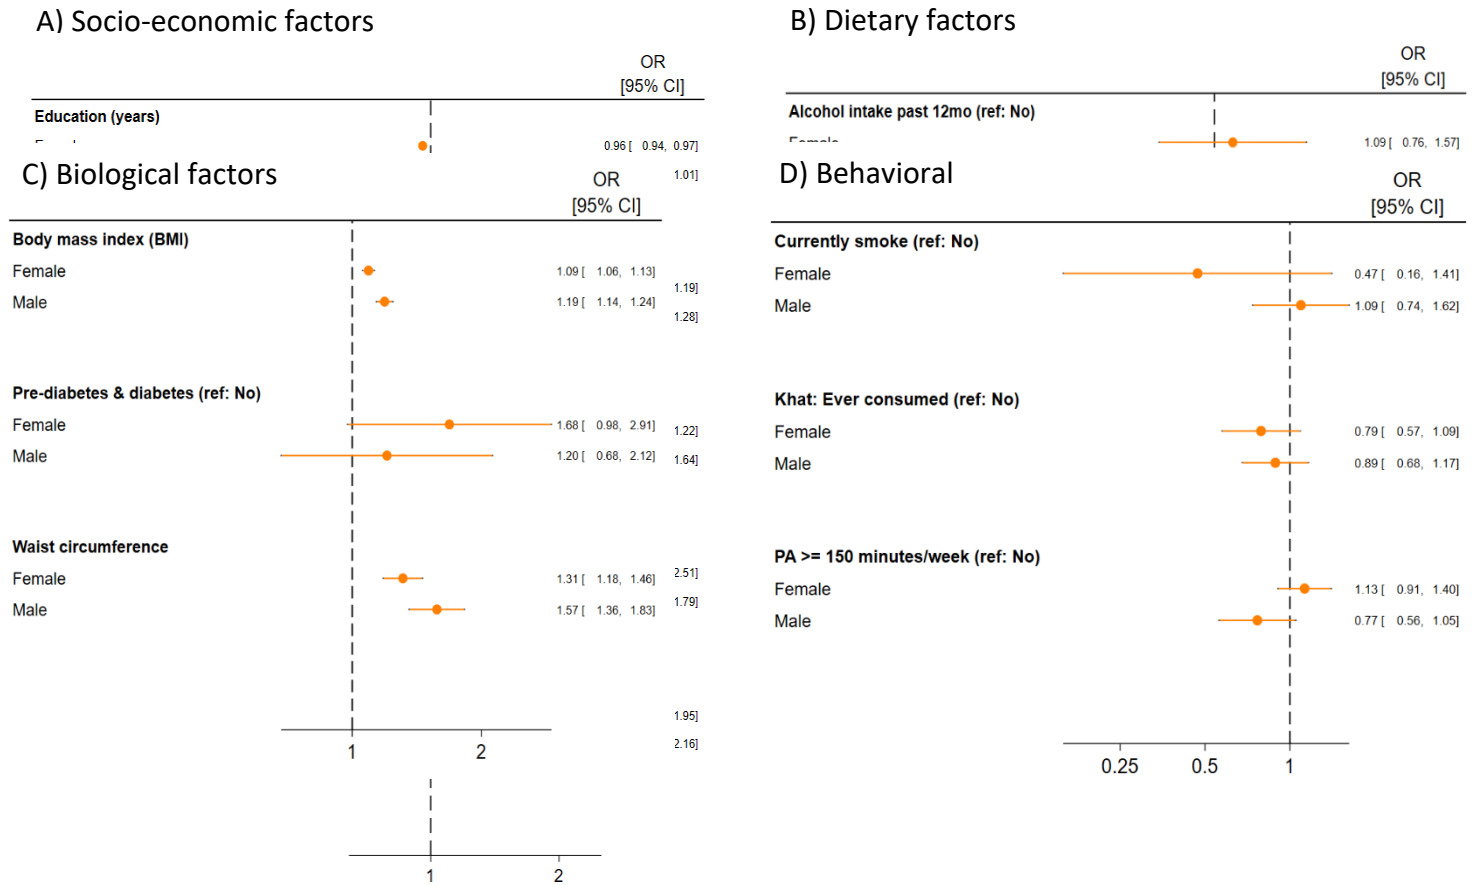 A) Socio-economic factors
OR
[95% CI]
Education (years)
0.96 [ 0.94, 0.97]
1.01]
1.19]
1.28]
1.22]
1.64]
2.51]
1.79]
1.95]
2.16]
1 2
B) Dietary factors
OR
[95% CI]
Alcohol intake past 12mo (ref: No)
Female 1.09 [ 0.76, 1.57]
C) Biological factors
OR
[95% CI]
Body mass index (BMI)
Female 1.09 [ 1.06, 1.13]
Male 1.19 [ 1.14, 1.24]
Pre-diabetes & diabetes (ref: No)
Female 1.68 [ 0.98, 2.91]
Male 1.20 [ 0.68, 2.12]
Waist circumference
Female 1.31 [ 1.18, 1.46]
Male 1.57 [ 1.36, 1.83]
1 2
D) Behavioral
OR
[95% CI]
Currently smoke (ref: No)
Female 0.47 [ 0.16, 1.41]
Male 1.09 [ 0.74, 1.62]
Khat: Ever consumed (ref: No)
Female 0.79 [ 0.57, 1.09]
Male 0.89 [ 0.68, 1.17]
PA >= 150 minutes/week (ref: No)
Female 1.13 [ 0.91, 1.40]
Male 0.77 [ 0.56, 1.05]
0.25 0.5 1